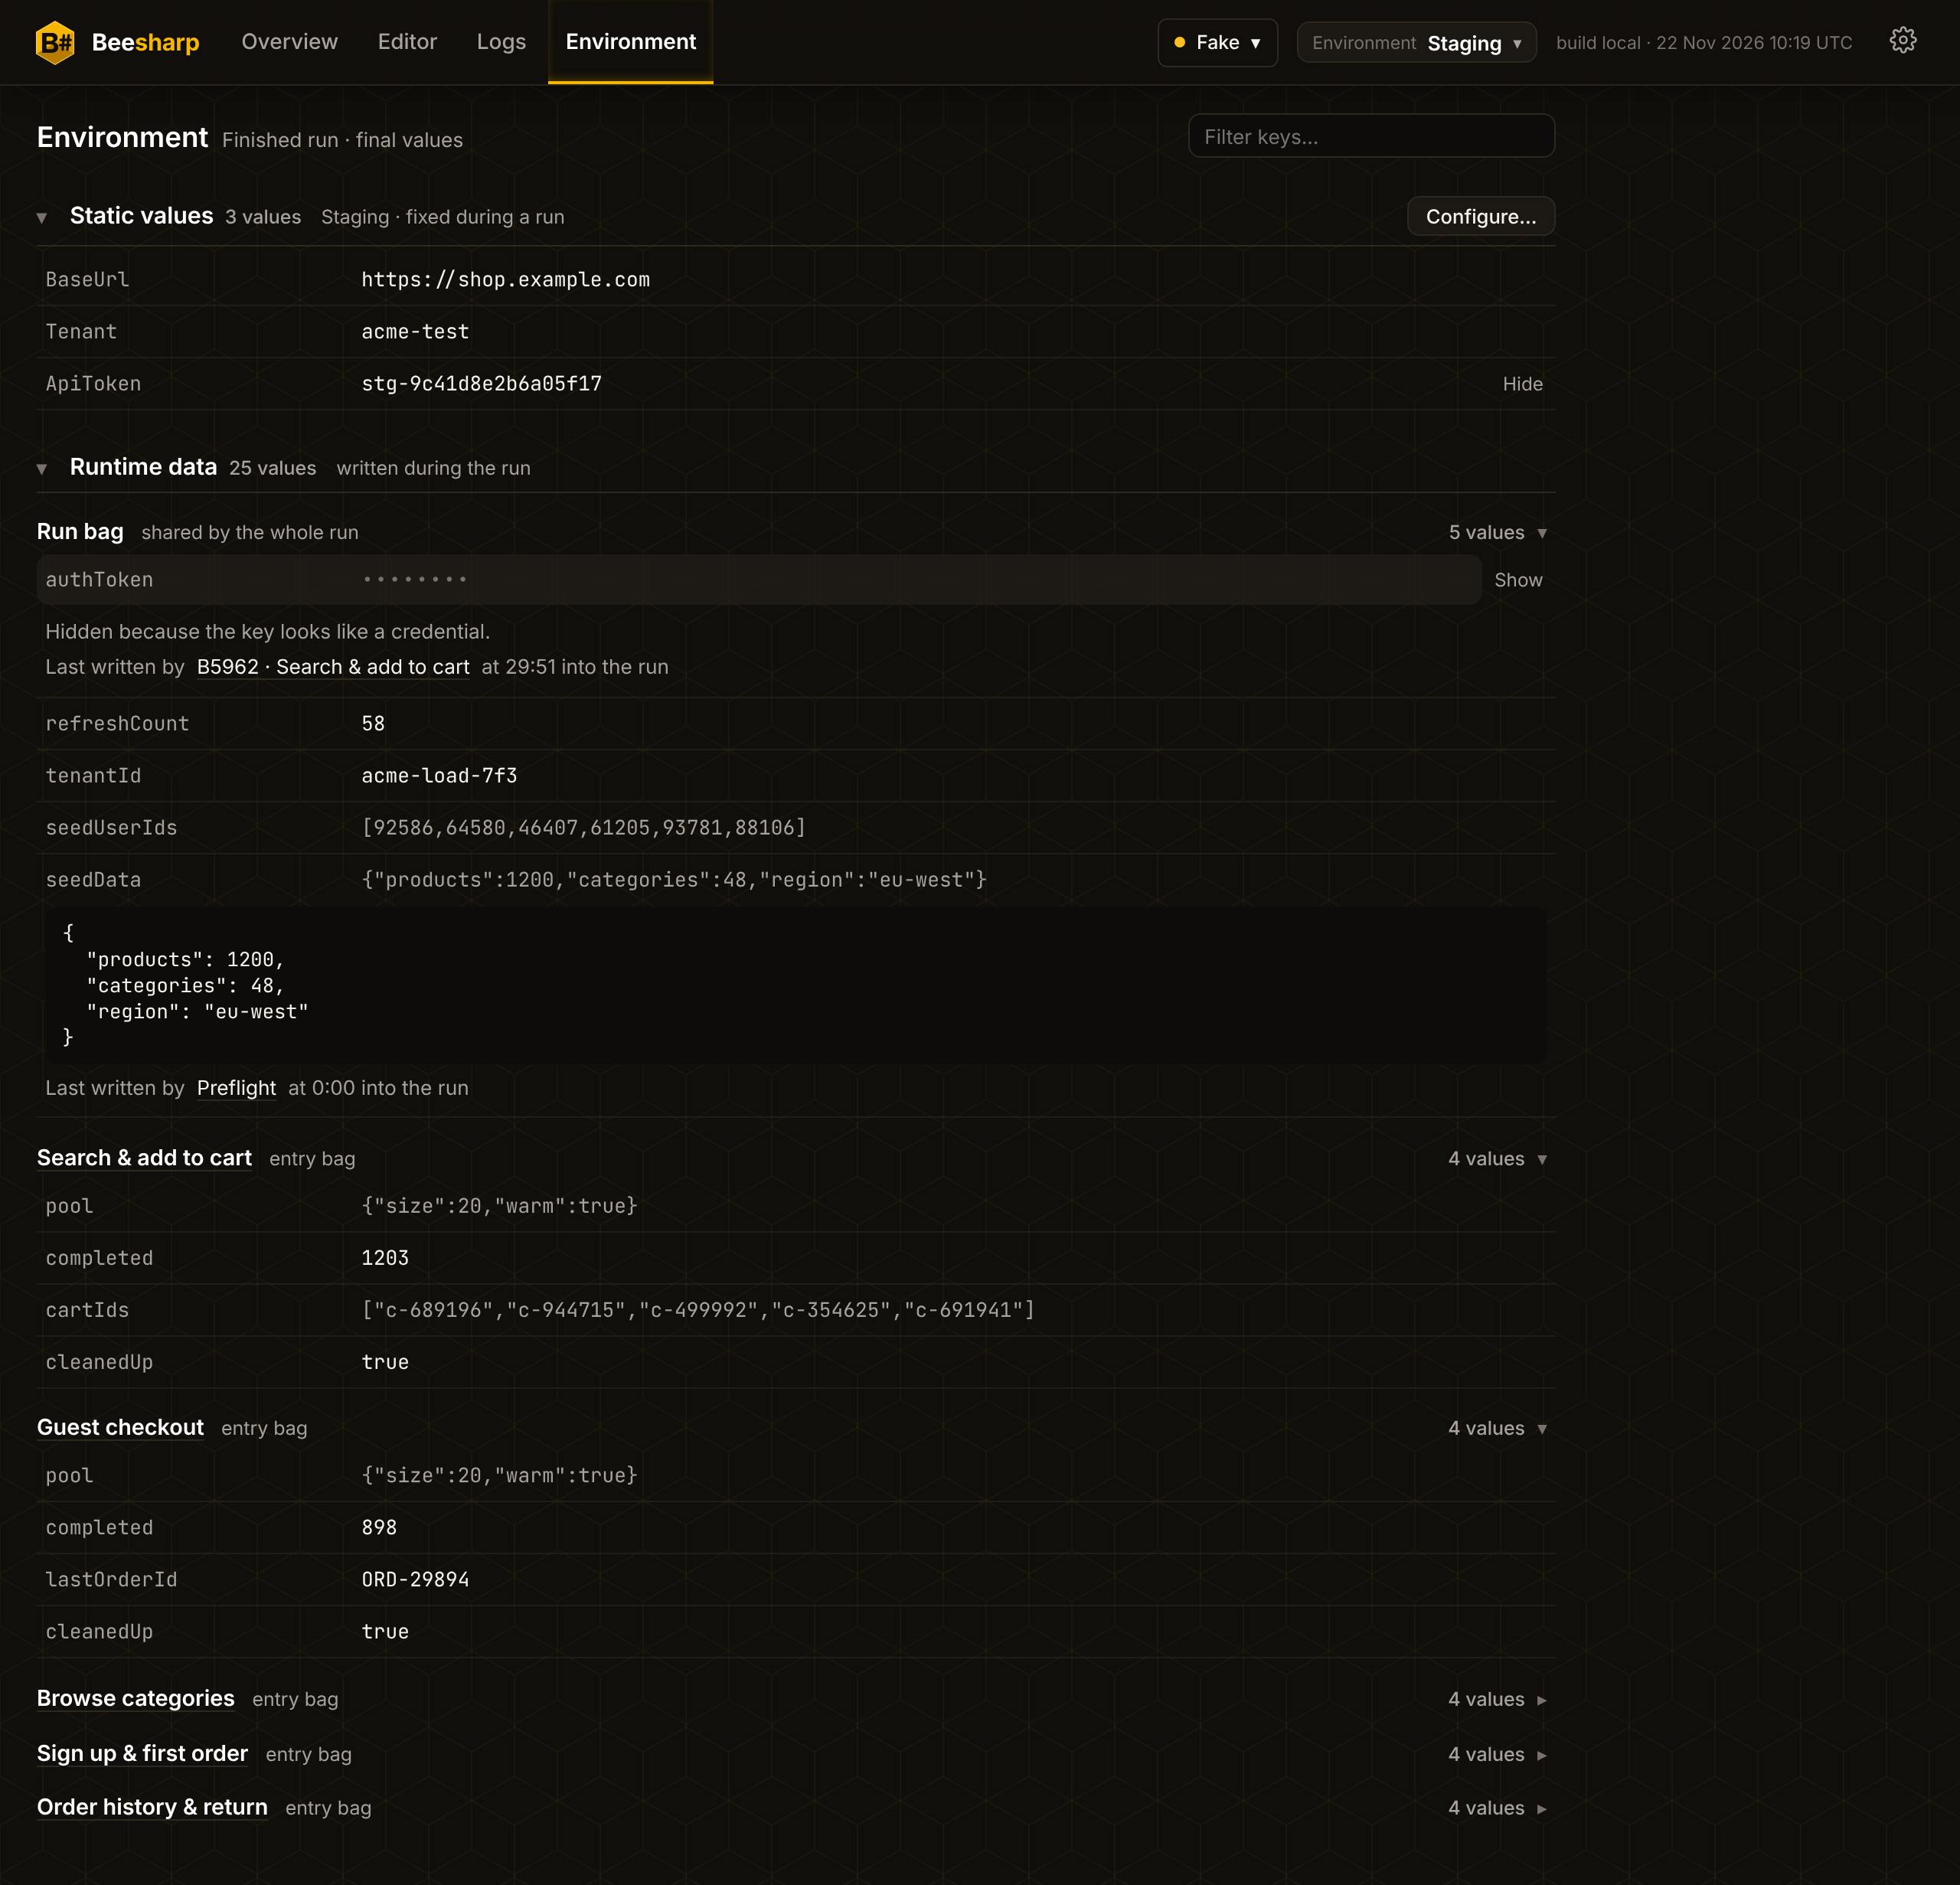 B# Beesharp Overview Editor Logs Environment Fake ▾ Environment Staging ▾ build local · 22 Nov 2026 10:19 UTC
Environment Finished run · final values Filter keys...
▾ Static values 3 values Staging · fixed during a run Configure...
BaseUrl https://shop.example.com
Tenant acme-test
ApiToken stg-9c41d8e2b6a05f17 Hide
▾ Runtime data 25 values written during the run
Run bag shared by the whole run 5 values ▾
authToken •••••••• Show
Hidden because the key looks like a credential.
Last written by B5962 · Search & add to cart at 29:51 into the run
refreshCount 58
tenantId acme-load-7f3
seedUserIds [92586,64580,46407,61205,93781,88106]
seedData {"products":1200,"categories":48,"region":"eu-west"}
{
"products": 1200,
"categories": 48,
"region": "eu-west"
}
Last written by Preflight at 0:00 into the run
Search & add to cart entry bag 4 values ▾
pool {"size":20,"warm":true}
completed 1203
cartIds ["c-689196","c-944715","c-499992","c-354625","c-691941"]
cleanedUp true
Guest checkout entry bag 4 values ▾
pool {"size":20,"warm":true}
completed 898
lastOrderId ORD-29894
cleanedUp true
Browse categories entry bag 4 values ▸
Sign up & first order entry bag 4 values ▸
Order history & return entry bag 4 values ▸